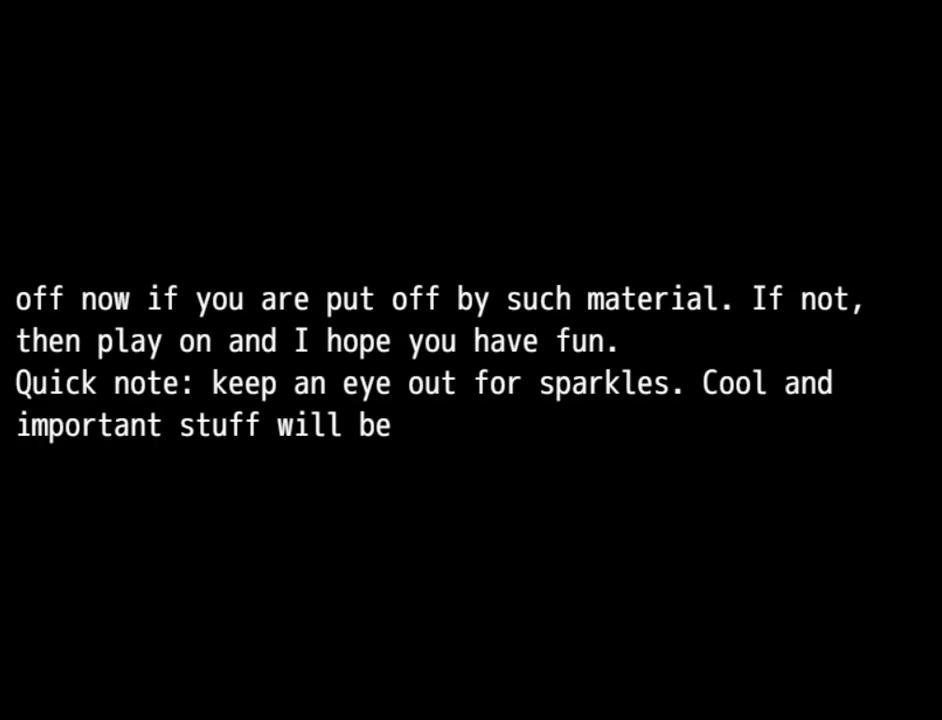 off now if you are put off by such material. If not,
then play on and I hope you have fun.
Quick note: keep an eye out for sparkles. Cool and
important stuff will be